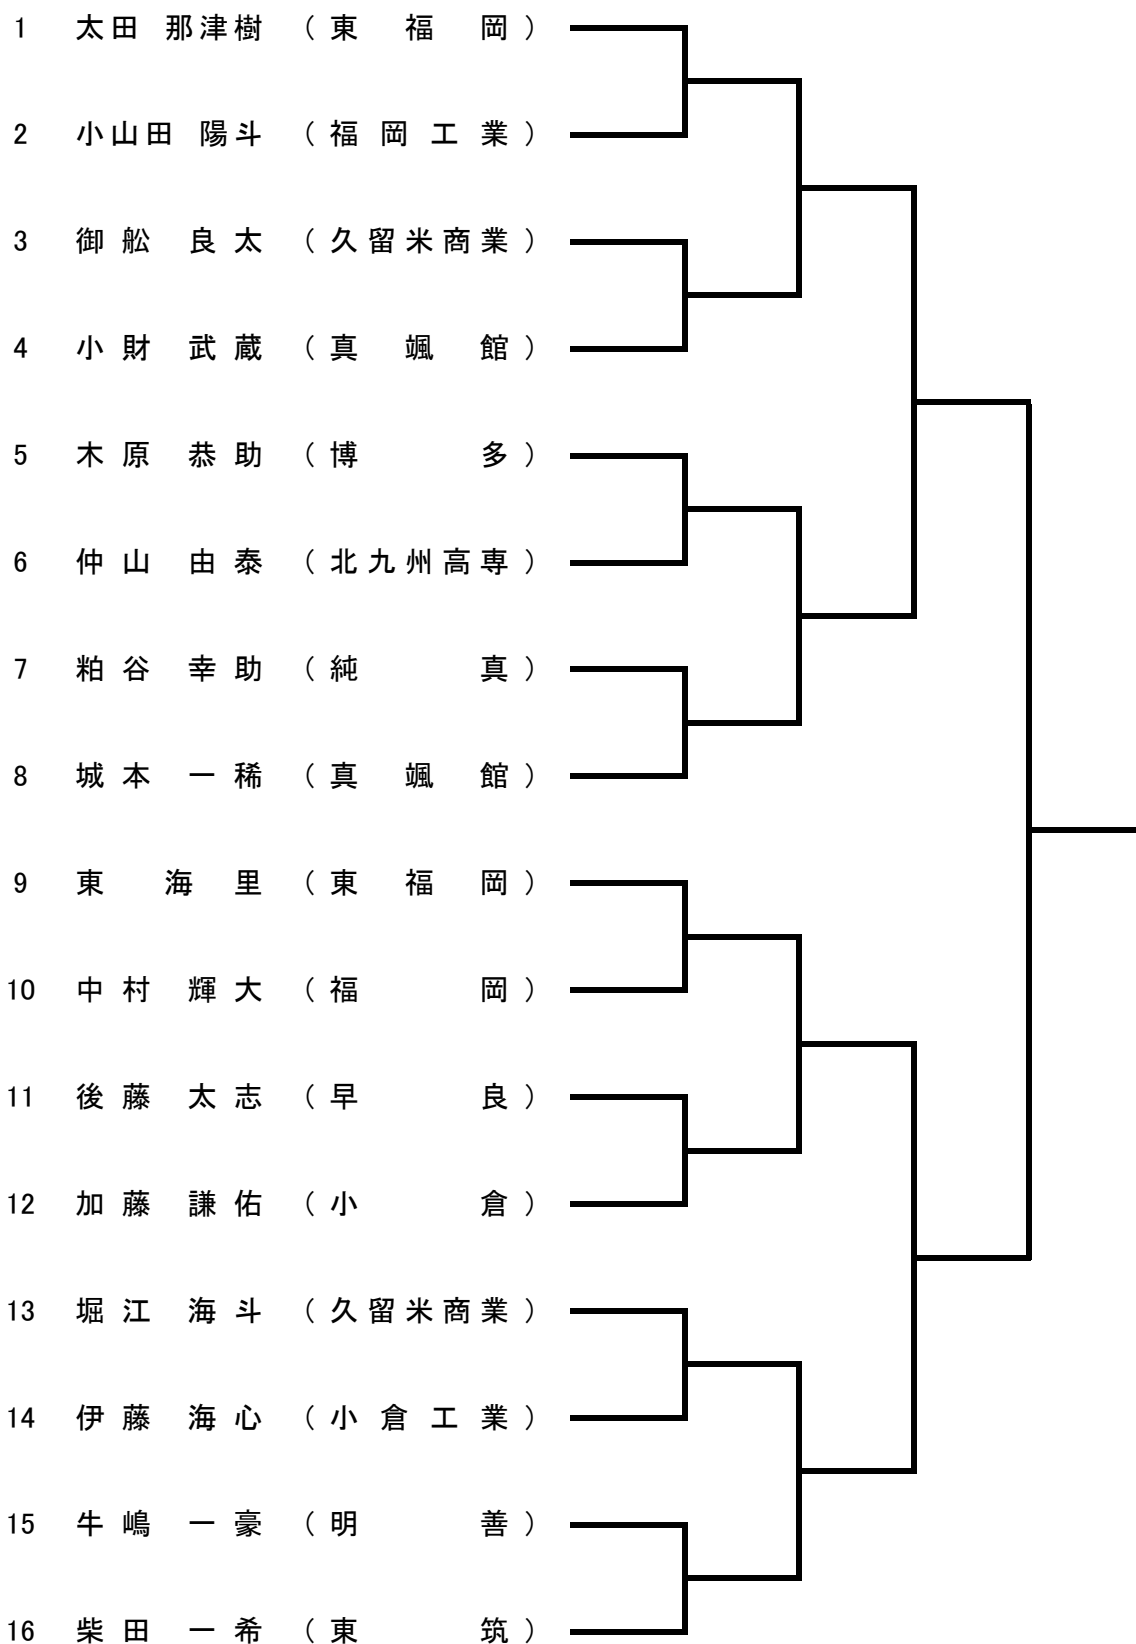 1 太田 那津樹 （東福岡）
2 小山田 陽斗 （福岡工業）
3 御舩 良太 （久留米商業）
4 小財 武蔵 （真颯館）
5 木原 恭助 （博多）
6 仲山 由泰 （北九州高専）
7 粕谷 幸助 （純真）
8 城本 一稀 （真颯館）
9 東 海里 （東福岡）
10 中村 輝大 （福岡）
11 後藤 太志 （早良）
12 加藤 謙佑 （小倉）
13 堀江 海斗 （久留米商業）
14 伊藤 海心 （小倉工業）
15 牛嶋 一豪 （明善）
16 柴田 一希 （東筑）